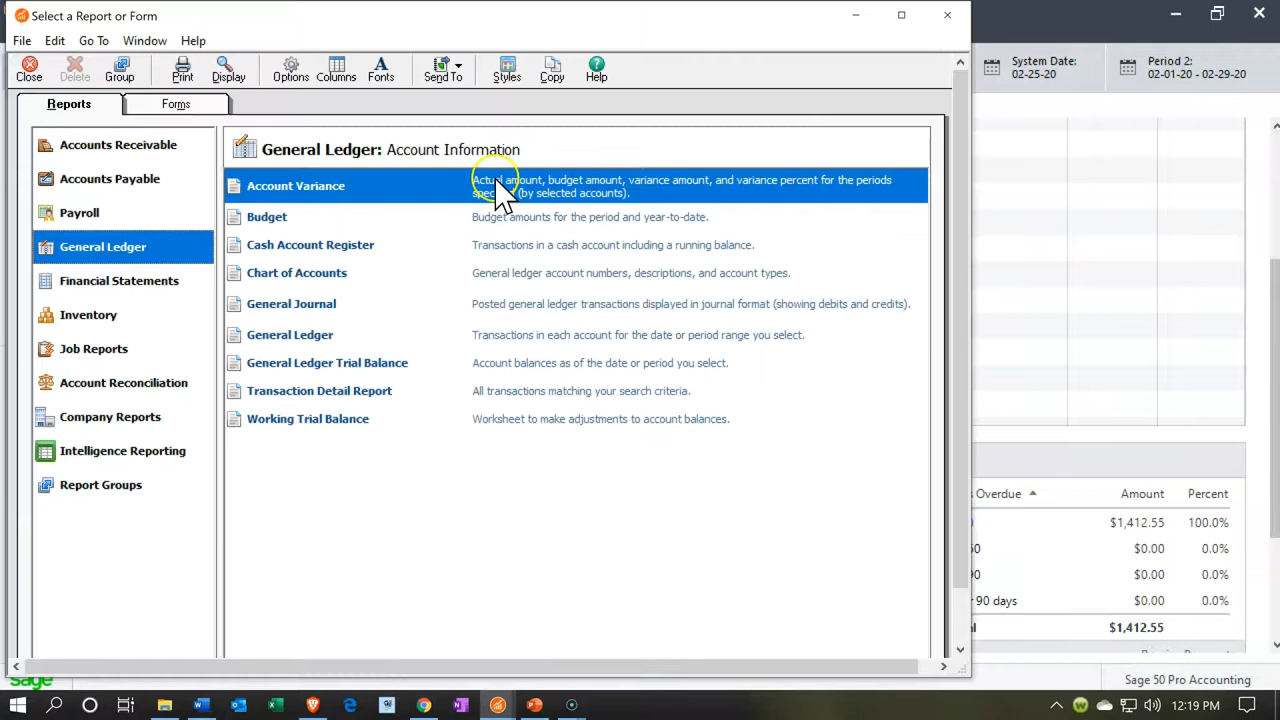 Select a Report or Form
File Edit Go To Window Help
Close Delete Group Print Display Options Columns Fonts Send To Styles Copy Help
Reports Forms
Accounts Receivable
Accounts Payable
Payroll
General Ledger
Financial Statements
Inventory
Job Reports
Account Reconciliation
Company Reports
Intelligence Reporting
Report Groups
General Ledger: Account Information
Account Variance Actual amount, budget amount, variance amount, and variance percent for the periods
(by selected accounts).
Budget Budget amounts for the period and year-to-date.
Cash Account Register Transactions in a cash account including a running balance.
Chart of Accounts General ledger account numbers, descriptions, and account types.
General Journal Posted general ledger transactions displayed in journal format (showing debits and credits).
General Ledger Transactions in each account for the date or period range you select.
General Ledger Trial Balance Account balances as of the date or period you select.
Transaction Detail Report All transactions matching your search criteria.
Working Trial Balance Worksheet to make adjustments to account balances.
System Date:
02-25-20
Period 2:
02-01-20 - 02-29-20
Overdue Amount Percent
$1,412.55 100.0%
$0.00 0.0%
$0.00 0.0%
90 days $0.00 0.0%
$1,412.55
sage
Sage 50 Pro Accounting
12:19 PM